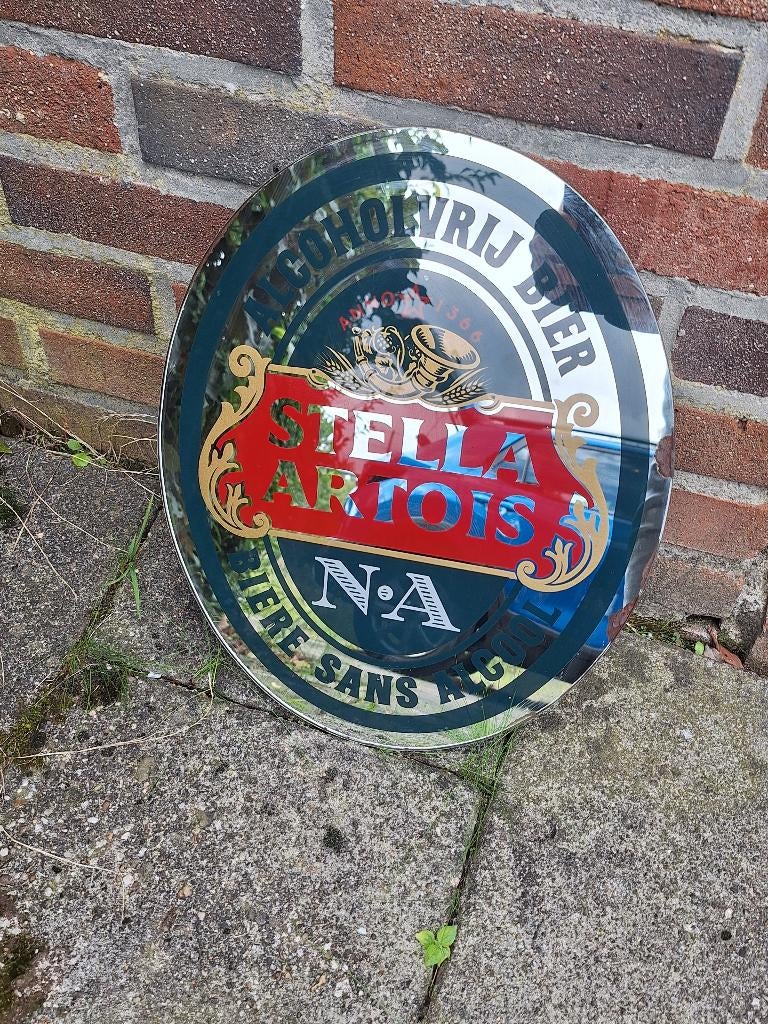 ALCOHOLVRIJ BIER
ANNO 1366
STELLA
ARTOIS
N·A
BIERE SANS ALCOOL